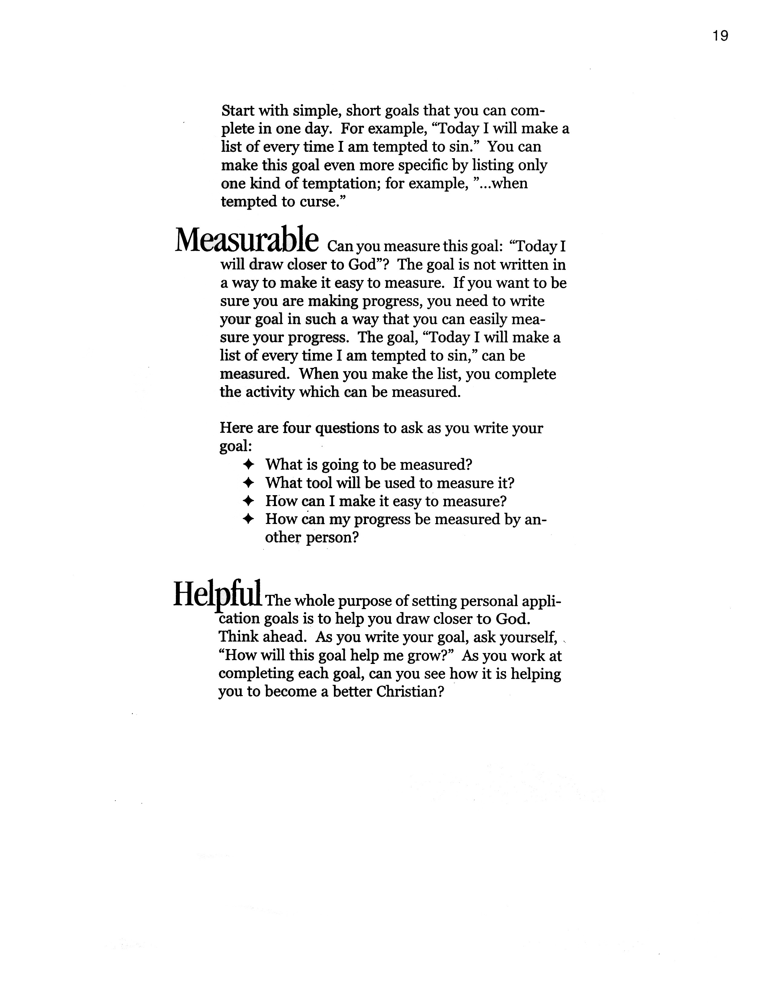 19
Start with simple, short goals that you can com-
plete in one day.  For example, “Today I will make a
list of every time I am tempted to sin.”  You can
make this goal even more specific by listing only
one kind of temptation; for example, ”...when
tempted to curse.”
Measurable Can you measure this goal:  “Today I
will draw closer to God”?  The goal is not written in
a way to make it easy to measure.  If you want to be
sure you are making progress, you need to write
your goal in such a way that you can easily mea-
sure your progress.  The goal, “Today I will make a
list of every time I am tempted to sin,” can be
measured.  When you make the list, you complete
the activity which can be measured.
Here are four questions to ask as you write your
goal:
✦ What is going to be measured?
✦ What tool will be used to measure it?
✦ How can I make it easy to measure?
✦ How can my progress be measured by an-
other person?
Helpful The whole purpose of setting personal appli-
cation goals is to help you draw closer to God.
Think ahead.  As you write your goal, ask yourself,
“How will this goal help me grow?”  As you work at
completing each goal, can you see how it is helping
you to become a better Christian?